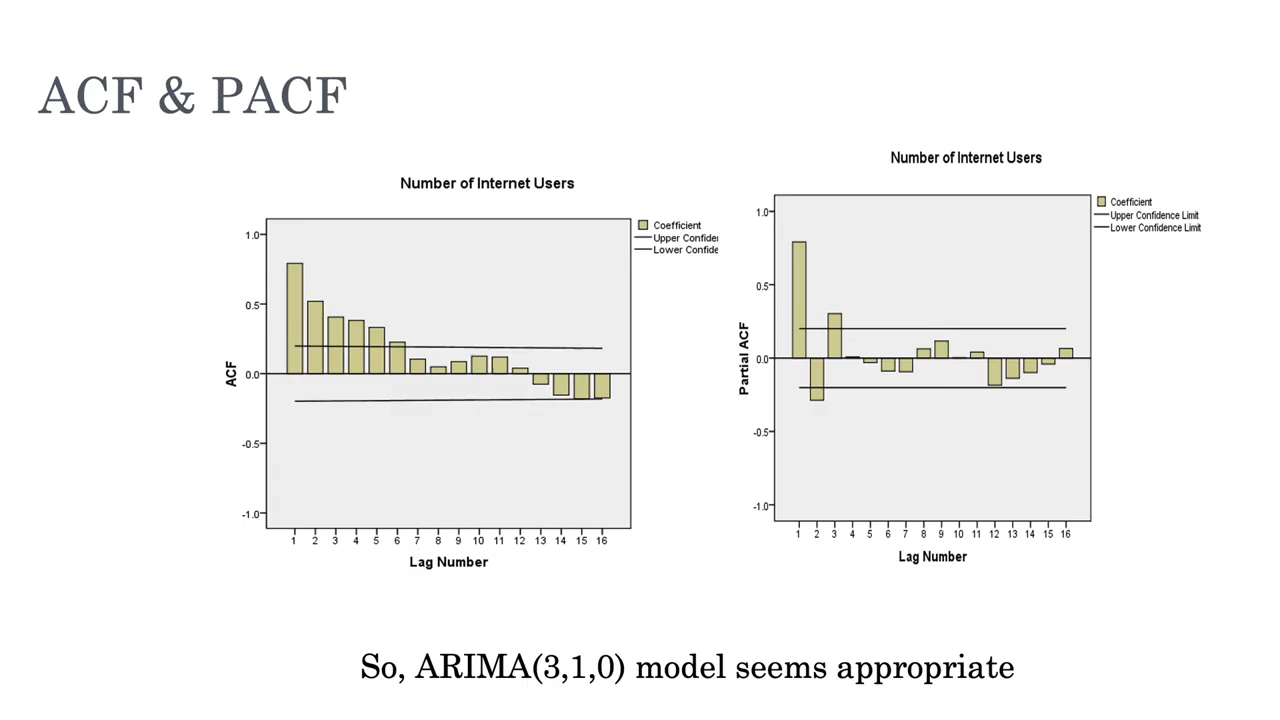 ACF & PACF
Number of Internet Users
1.0
0.5
0.0
-0.5
-1.0
ACF
1 2 3 4 5 6 7 8 9 10 11 12 13 14 15 16
Lag Number
Coefficient
Upper Confider
Lower Confide
Number of Internet Users
1.0
0.5
0.0
-0.5
-1.0
Partial ACF
1 2 3 4 5 6 7 8 9 10 11 12 13 14 15 16
Lag Number
Coefficient
Upper Confidence Limit
Lower Confidence Limit
So, ARIMA(3,1,0) model seems appropriate